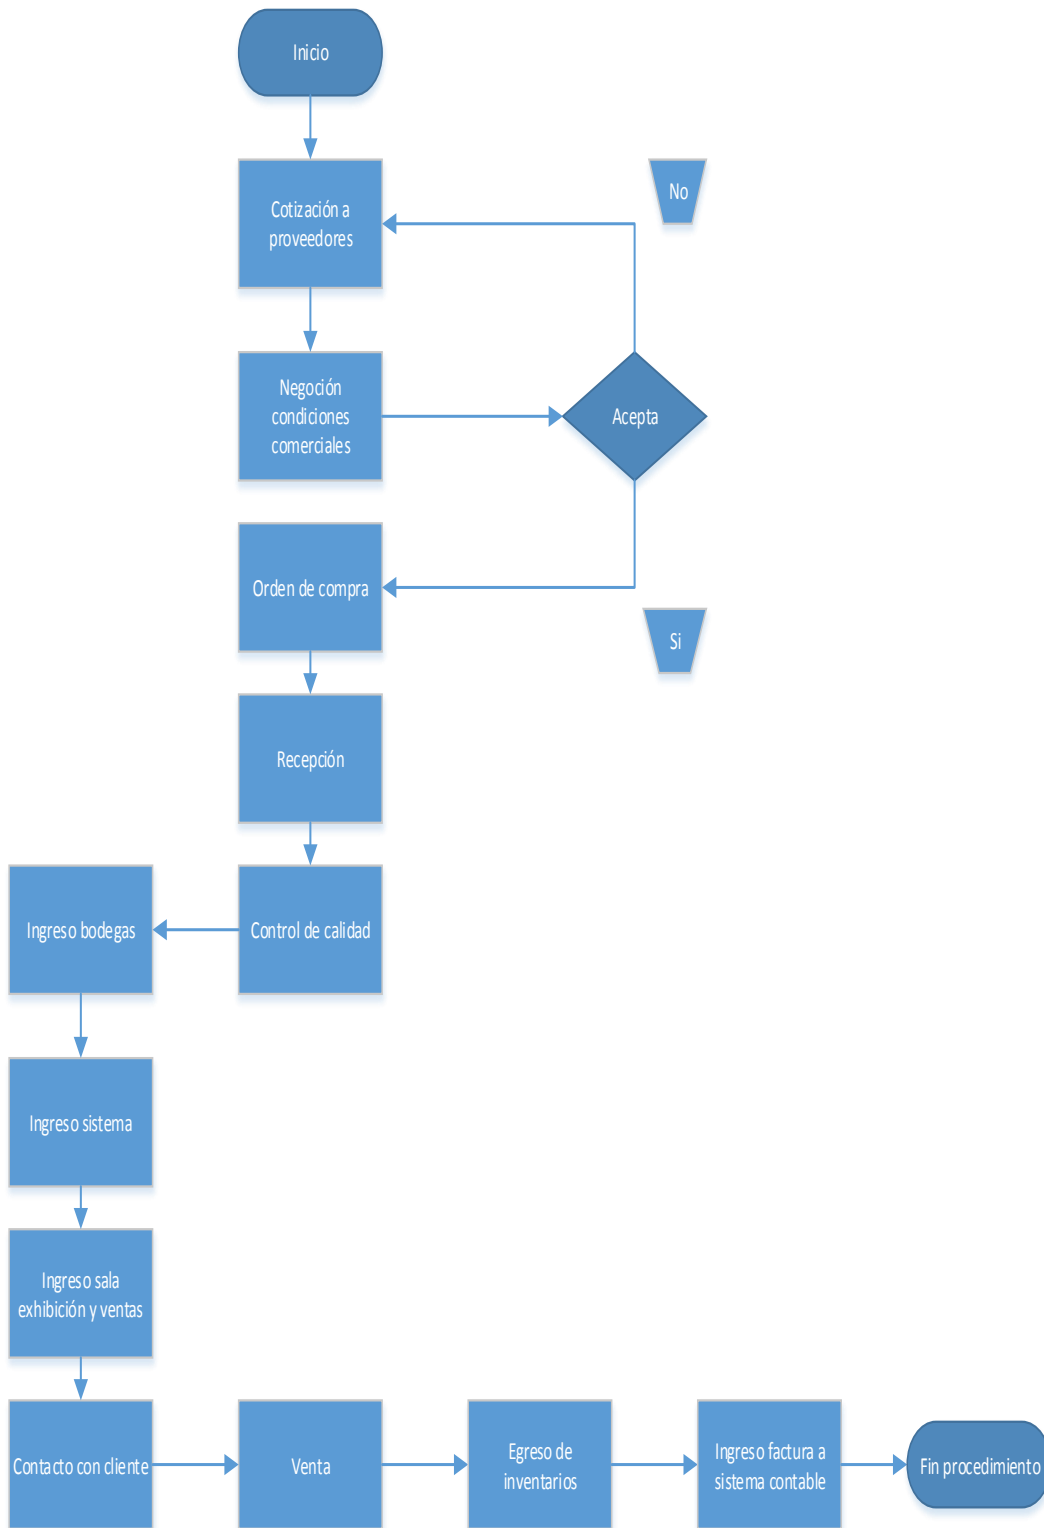 Inicio
Cotización a
proveedores
No
Negoción
condiciones
comerciales
Acepta
Orden de compra
Si
Recepción
Ingreso bodegas
Control de calidad
Ingreso sistema
Ingreso sala
exhibición y ventas
Contacto con cliente
Venta
Egreso de
inventarios
Ingreso factura a
sistema contable
Fin procedimiento